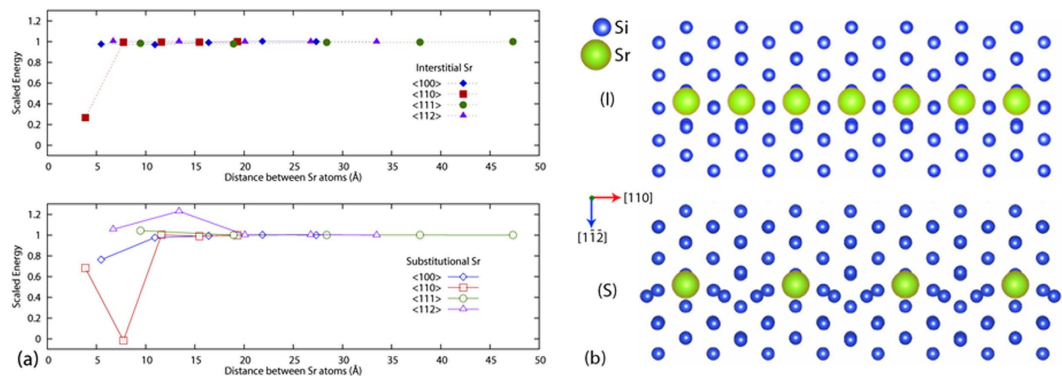 Scaled Energy
1.2
1
0.8
0.6
0.4
0.2
0
Interstitial Sr
<100>
<110>
<111>
<112>
0 5 10 15 20 25 30 35 40 45 50
Distance between Sr atoms (Å)
Scaled Energy
1.2
1
0.8
0.6
0.4
0.2
0
Substitutional Sr
<100>
<110>
<111>
<112>
0 5 10 15 20 25 30 35 40 45 50
Distance between Sr atoms (Å)
(a)
Si
Sr
(I)
[110]
[11̄2̄]
(S)
(b)